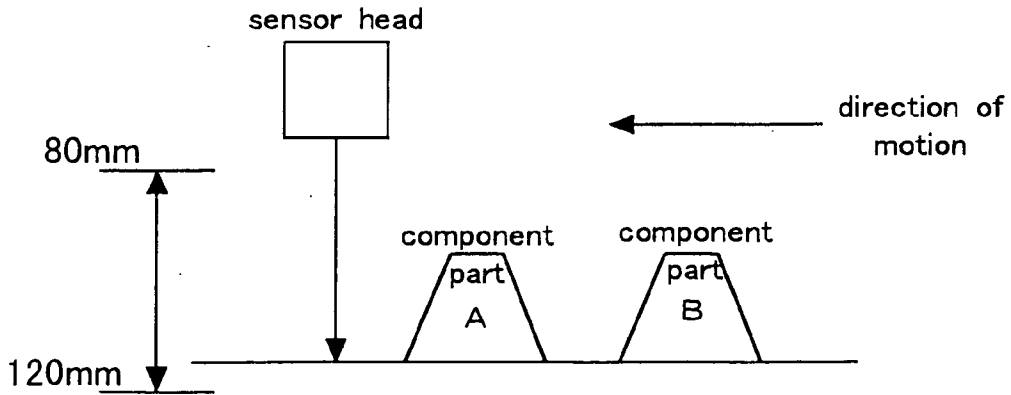 sensor head
direction of
motion
80mm
component
part
A
component
part
B
120mm